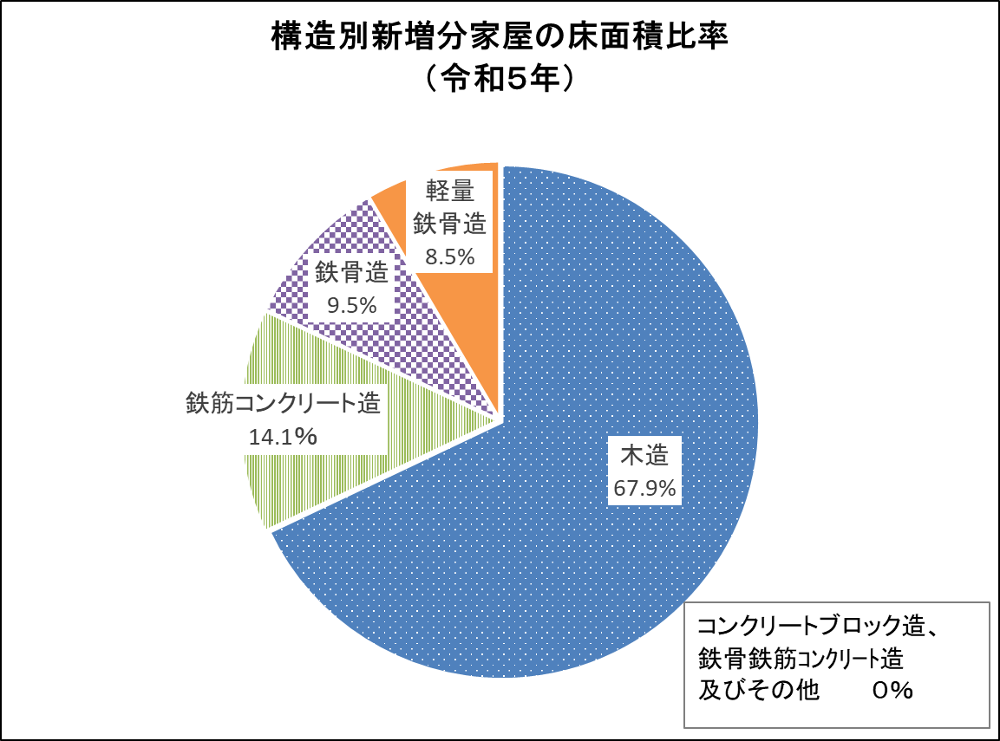 構造別新増分家屋の床面積比率
（令和５年）
軽量
鉄骨造
8.5%
鉄骨造
9.5%
鉄筋コンクリート造
14.1％
木造
67.9%
コンクリートブロック造、
鉄骨鉄筋ｺﾝｸﾘｰﾄ造
及びその他　　０％